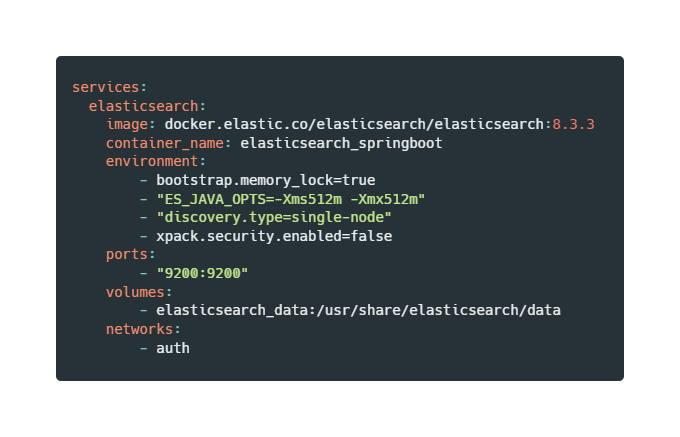 services:
  elasticsearch:
    image: docker.elastic.co/elasticsearch/elasticsearch:8.3.3
    container_name: elasticsearch_springboot
    environment:
        - bootstrap.memory_lock=true
        - "ES_JAVA_OPTS=-Xms512m -Xmx512m"
        - "discovery.type=single-node"
        - xpack.security.enabled=false
    ports:
        - "9200:9200"
    volumes:
        - elasticsearch_data:/usr/share/elasticsearch/data
    networks:
        - auth